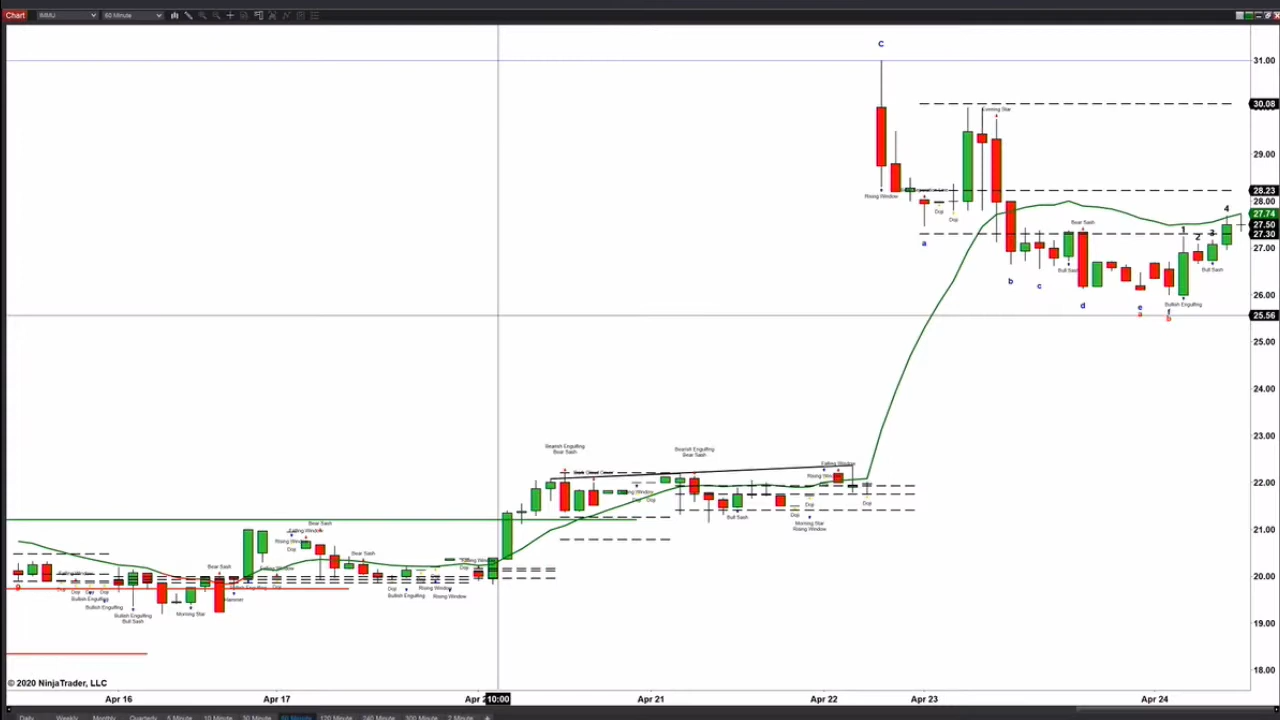 Chart
IMMU
60 Minute
C
31.00
30.08
Rising Window
29.00
28.23
28.00
27.74
27.50
27.30
27.00
Doji
Doji
a
b
c
Bear Sash
d
e
a
b
Bullish Engulfing
1
2
3
4
Bull Sash
26.00
25.56
25.00
24.00
23.00
22.00
21.00
20.00
19.00
18.00
Bearish Engulfing
Bear Sash
Bearish Engulfing
Bear Sash
Falling Window
Doji
Bull Sash
Doji
Morning Star
Rising Window
Bear Sash
Doji
Bear Sash
Bear Sash
Doji
Doji
Rising Window
Bullish Engulfing
Rising Window
Hammer
Bullish Engulfing
Bullish Engulfing
Bullish Engulfing
Bull Sash
Morning Star
© 2020 NinjaTrader, LLC
Apr 16
Apr 17
10:00
Apr 21
Apr 22
Apr 23
Apr 24
Daily
Weekly
Monthly
Quarterly
5 Minute
10 Minute
30 Minute
60 Minute
120 Minute
240 Minute
300 Minute
2 Minute